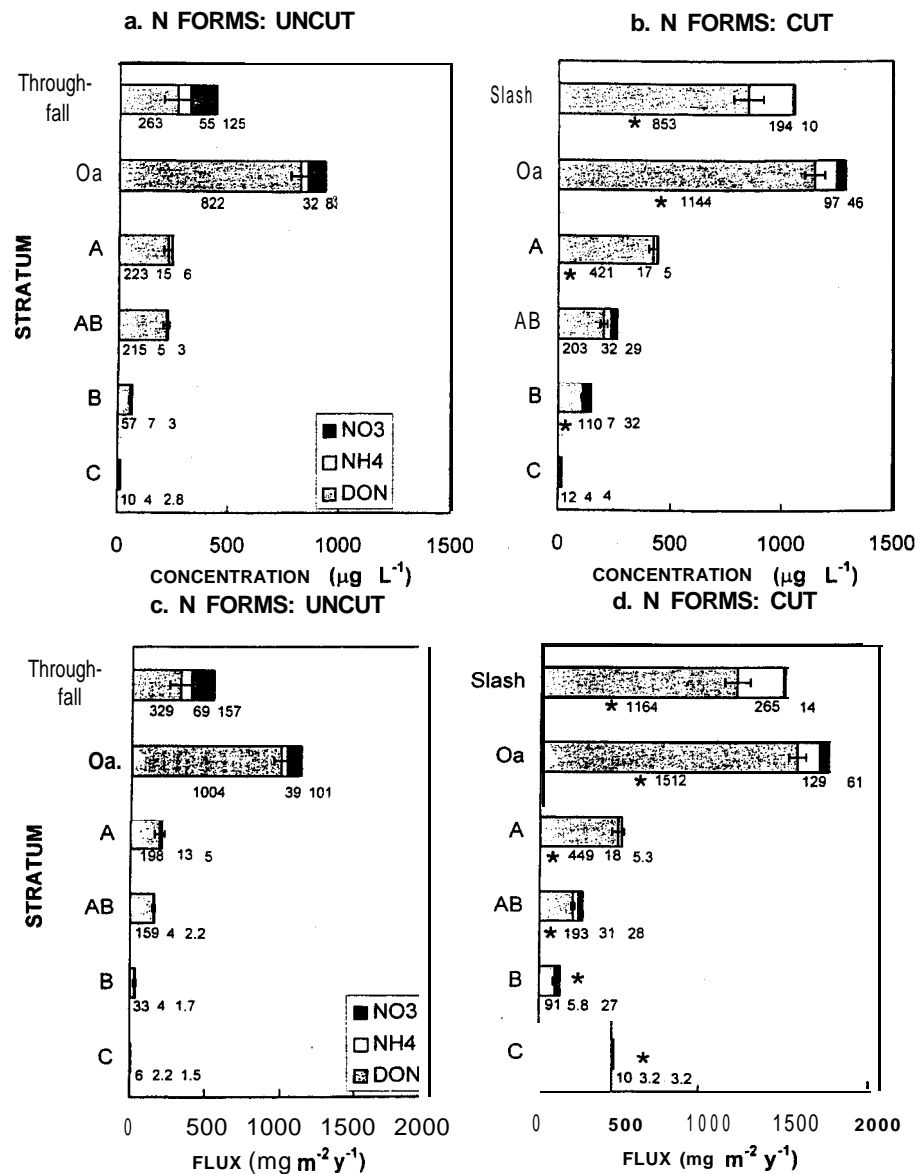 a. N FORMS: UNCUT
b. N FORMS: CUT
STRATUM
Through-
fall
263 55 125
Oa
822 32 83
A
223 15 6
AB
215 5 3
B
57 7 3
C
10 4 2.8
NO3
NH4
DON
0 500 1000 1500
CONCENTRATION (µg L-1)
Slash
* 853 194 10
Oa
* 1144 97 46
A
* 421 17 5
AB
203 32 29
B
* 110 7 32
C
12 4 4
0 500 1000 1500
CONCENTRATION (µg L-1)
c. N FORMS: UNCUT
d. N FORMS: CUT
STRATUM
Through-
fall
329 69 157
Oa.
1004 39 101
A
198 13 5
AB
159 4 2.2
B
33 4 1.7
C
6 2.2 1.5
NO3
NH4
DON
0 500 1000 1500 2000
FLUX (mg m-2 y-1)
Slash
* 1164 265 14
Oa
* 1512 129 61
A
* 449 18 5.3
AB
* 193 31 28
B
*
91 5.8 27
C
*
10 3.2 3.2
0 500 1000 1500 2000
FLUX (mg m-2 y-1)